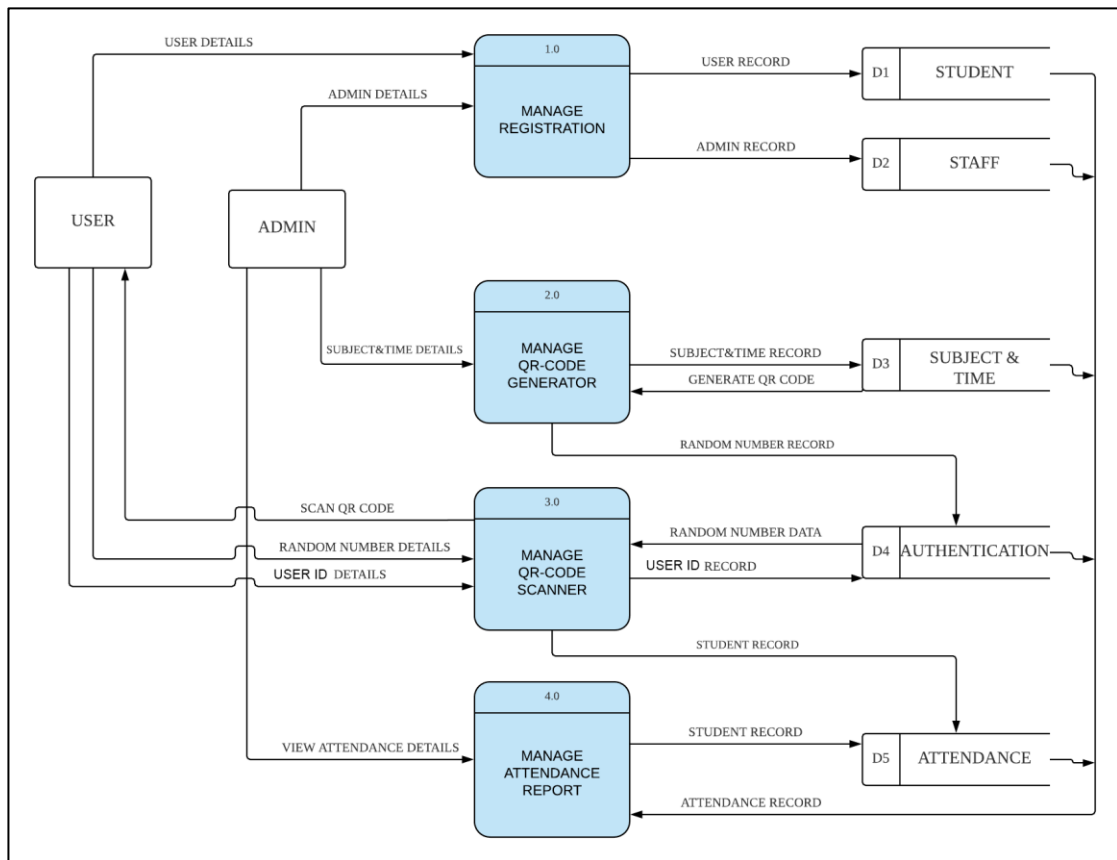 USER DETAILS
1.0
USER RECORD
D1
STUDENT
ADMIN DETAILS
MANAGE
REGISTRATION
ADMIN RECORD
D2
STAFF
USER
ADMIN
2.0
SUBJECT&TIME DETAILS
MANAGE
QR-CODE
GENERATOR
SUBJECT&TIME RECORD
GENERATE QR CODE
D3
SUBJECT &
TIME
RANDOM NUMBER RECORD
3.0
SCAN QR CODE
RANDOM NUMBER DETAILS
USER ID DETAILS
MANAGE
QR-CODE
SCANNER
RANDOM NUMBER DATA
USER ID RECORD
D4
AUTHENTICATION
STUDENT RECORD
4.0
VIEW ATTENDANCE DETAILS
MANAGE
ATTENDANCE
REPORT
STUDENT RECORD
D5
ATTENDANCE
ATTENDANCE RECORD